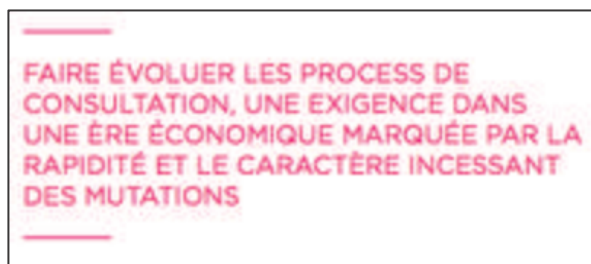 FAIRE ÉVOLUER LES PROCESS DE
CONSULTATION, UNE EXIGENCE DANS
UNE ÈRE ÉCONOMIQUE MARQUÉE PAR LA
RAPIDITÉ ET LE CARACTÈRE INCESSANT
DES MUTATIONS